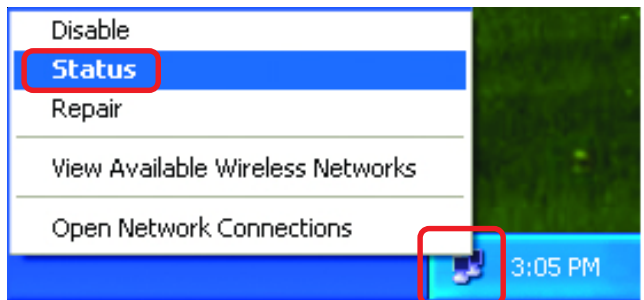 Disable
Status
Repair
View Available Wireless Networks
Open Network Connections
3:05 PM